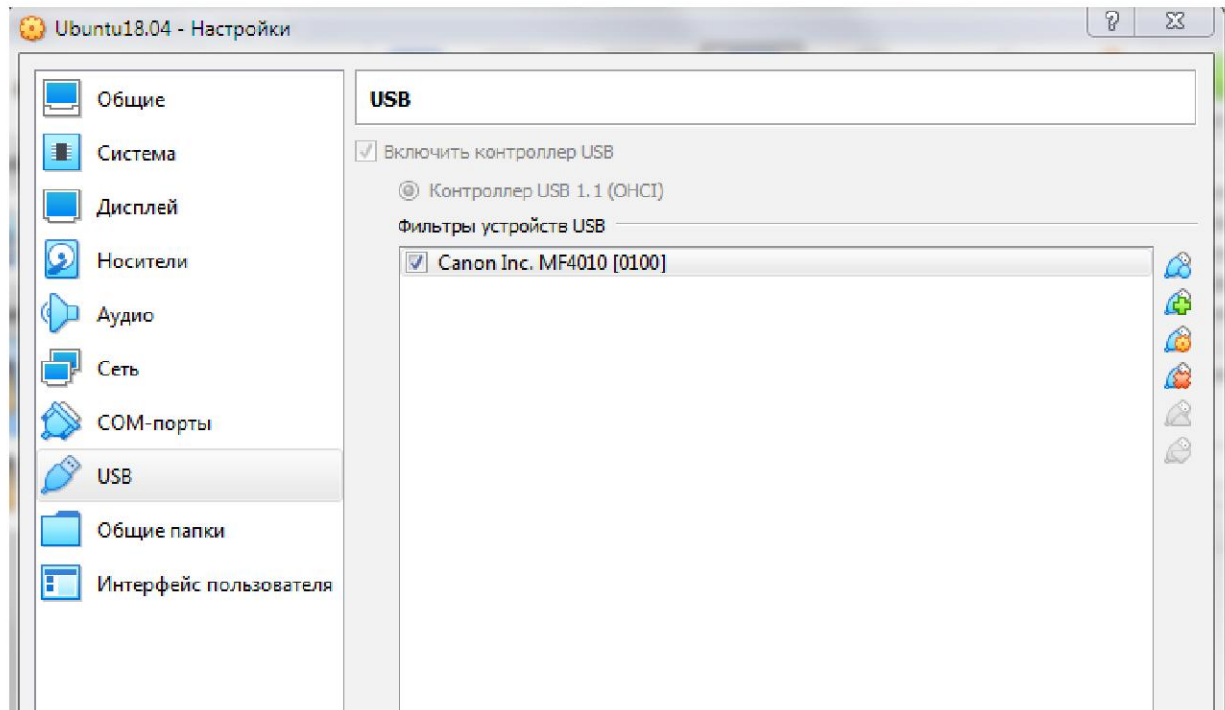 Ubuntu18.04 - Настройки
Общие
Система
Дисплей
Носители
Аудио
Сеть
COM-порты
USB
Общие папки
Интерфейс пользователя
USB
Включить контроллер USB
Контроллер USB 1.1 (OHCI)
Фильтры устройств USB
Canon Inc. MF4010 [0100]